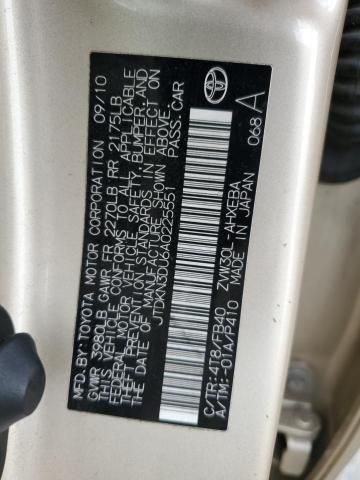 MFD. BY: TOYOTA MOTOR CORPORATION 09/10
GVWR 3980LB GAWR FR 2270LB RR 2175LB
THIS VEHICLE CONFORMS TO ALL APPLICABLE
FEDERAL MOTOR VEHICLE SAFETY, BUMPER, AND
THEFT PREVENTION STANDARDS IN EFFECT ON
THE DATE OF MANUFACTURE SHOWN ABOVE.
JTDKN3DU6A0225551 PASS. CAR
C/TR: 4T8/FB40 ZVW30L-AHXEBA
A/TM: -01A/P410 MADE IN JAPAN
068 A